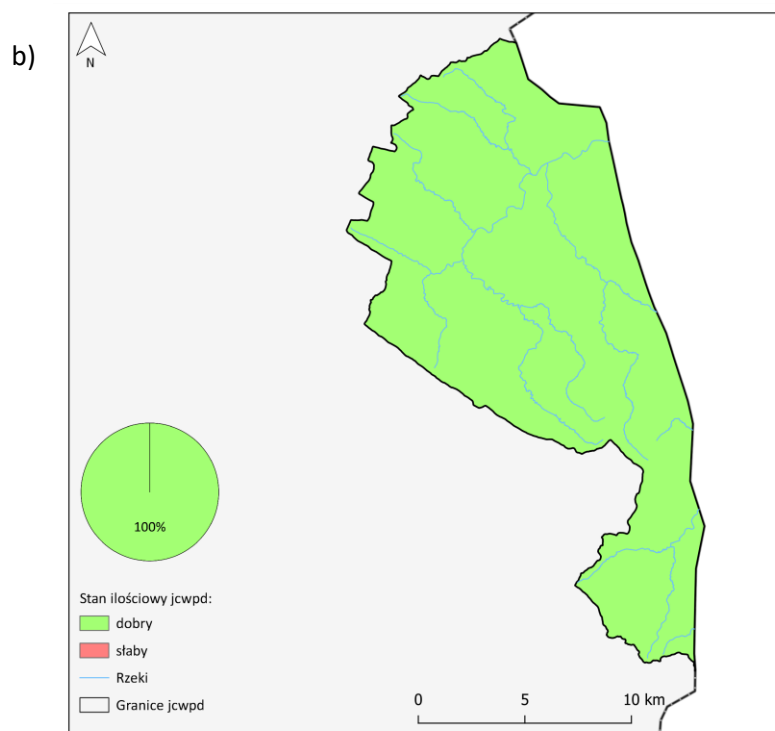 b)
N
100%
Stan ilościowy jcwpd:
dobry
słaby
Rzeki
Granice jcwpd
0 5 10 km